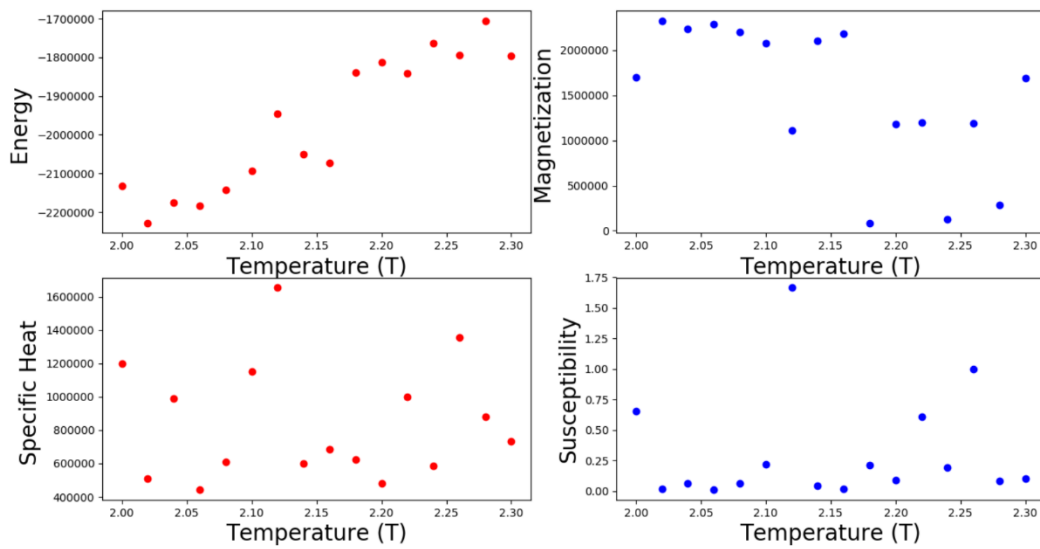 Energy
−1700000
−1800000
−1900000
−2000000
−2100000
−2200000
2.00 2.05 2.10 2.15 2.20 2.25 2.30
Temperature (T)
Magnetization
2000000
1500000
1000000
500000
0
2.00 2.05 2.10 2.15 2.20 2.25 2.30
Temperature (T)
Specific Heat
1600000
1400000
1200000
1000000
800000
600000
400000
2.00 2.05 2.10 2.15 2.20 2.25 2.30
Temperature (T)
Susceptibility
1.75
1.50
1.25
1.00
0.75
0.50
0.25
0.00
2.00 2.05 2.10 2.15 2.20 2.25 2.30
Temperature (T)